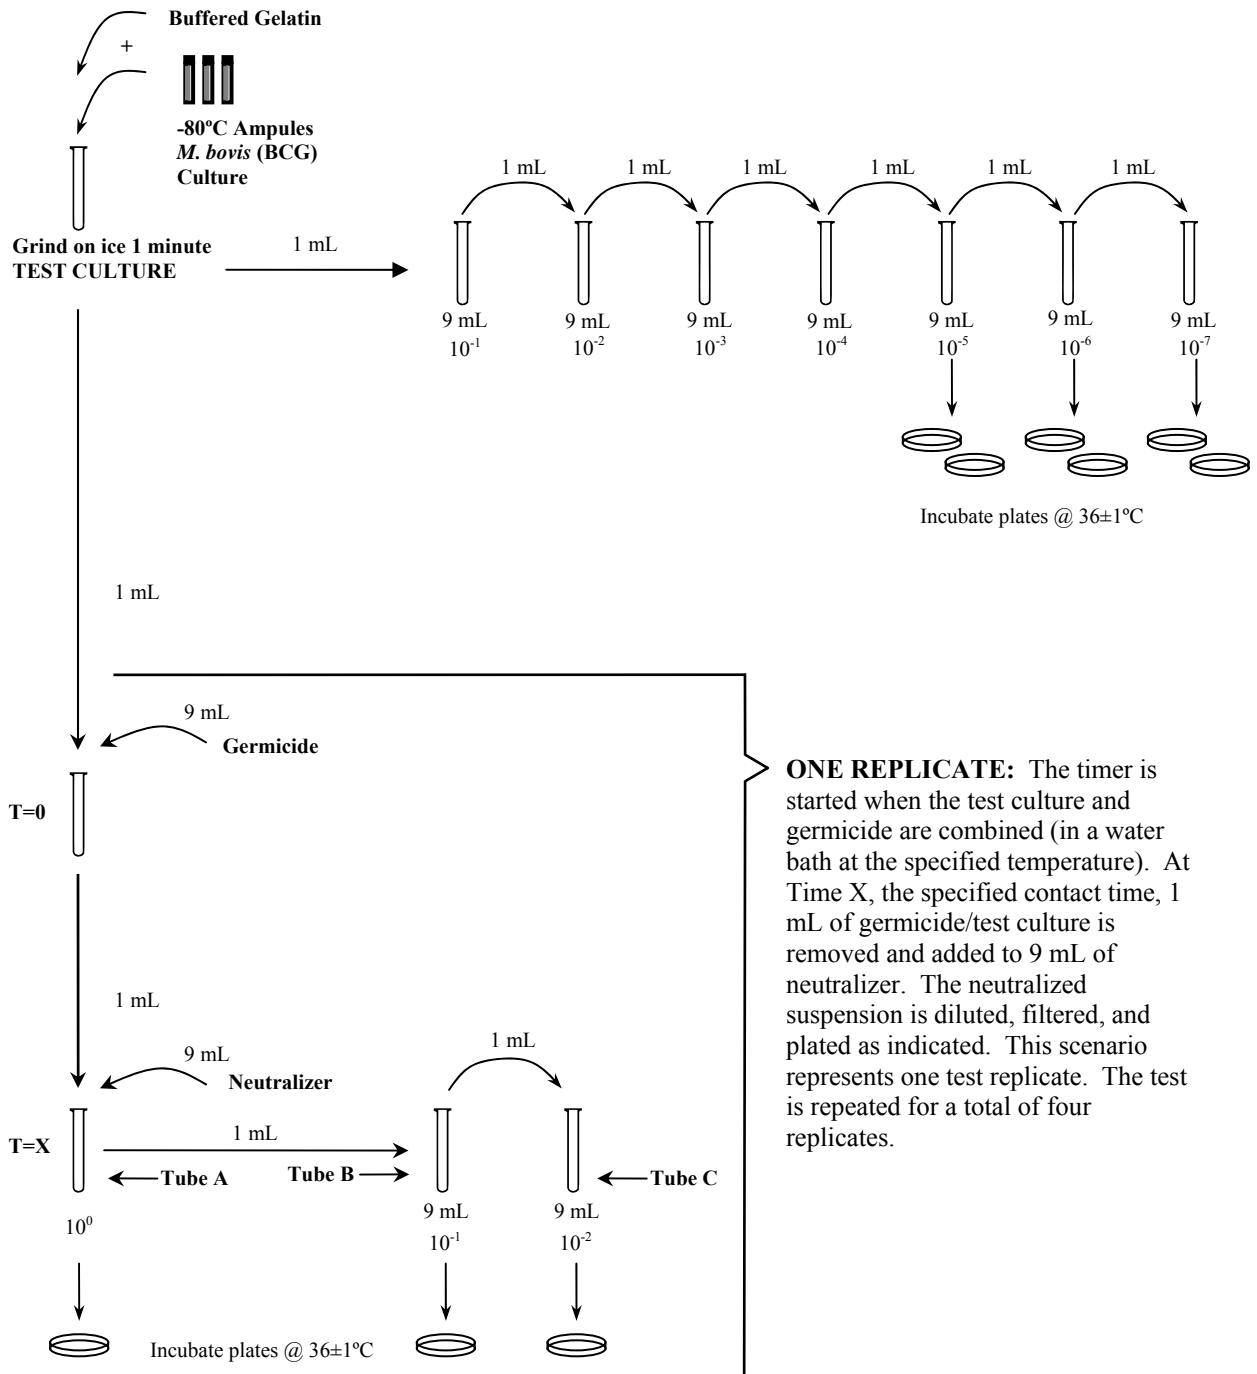 Buffered Gelatin
+
-80ºC Ampules
M. bovis (BCG)
Culture
Grind on ice 1 minute
TEST CULTURE
1 mL
1 mL
1 mL
1 mL
1 mL
1 mL
1 mL
9 mL
10⁻¹
9 mL
10⁻²
9 mL
10⁻³
9 mL
10⁻⁴
9 mL
10⁻⁵
9 mL
10⁻⁶
9 mL
10⁻⁷
Incubate plates @ 36±1ºC
1 mL
9 mL
Germicide
T=0
1 mL
9 mL
Neutralizer
T=X
1 mL
1 mL
Tube A
Tube B
Tube C
10⁰
9 mL
10⁻¹
9 mL
10⁻²
Incubate plates @ 36±1ºC
ONE REPLICATE: The timer is
started when the test culture and
germicide are combined (in a water
bath at the specified temperature). At
Time X, the specified contact time, 1
mL of germicide/test culture is
removed and added to 9 mL of
neutralizer. The neutralized
suspension is diluted, filtered, and
plated as indicated. This scenario
represents one test replicate. The test
is repeated for a total of four
replicates.